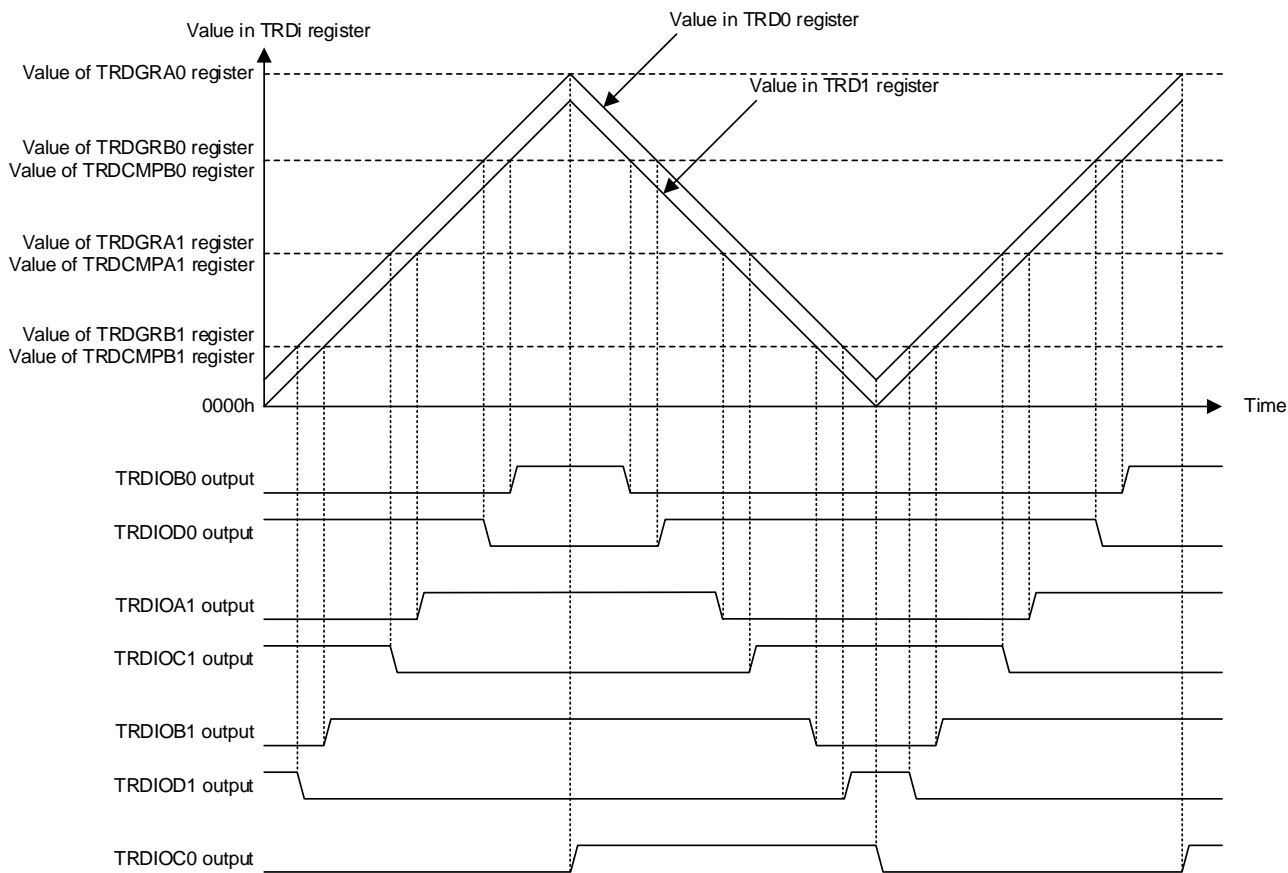 Value in TRD0 register
Value in TRDi register
Value of TRDGRA0 register
Value in TRD1 register
Value of TRDGRB0 register
Value of TRDCMPB0 register
Value of TRDGRA1 register
Value of TRDCMPA1 register
Value of TRDGRB1 register
Value of TRDCMPB1 register
0000h
Time
TRDIOB0 output
TRDIOD0 output
TRDIOA1 output
TRDIOC1 output
TRDIOB1 output
TRDIOD1 output
TRDIOC0 output